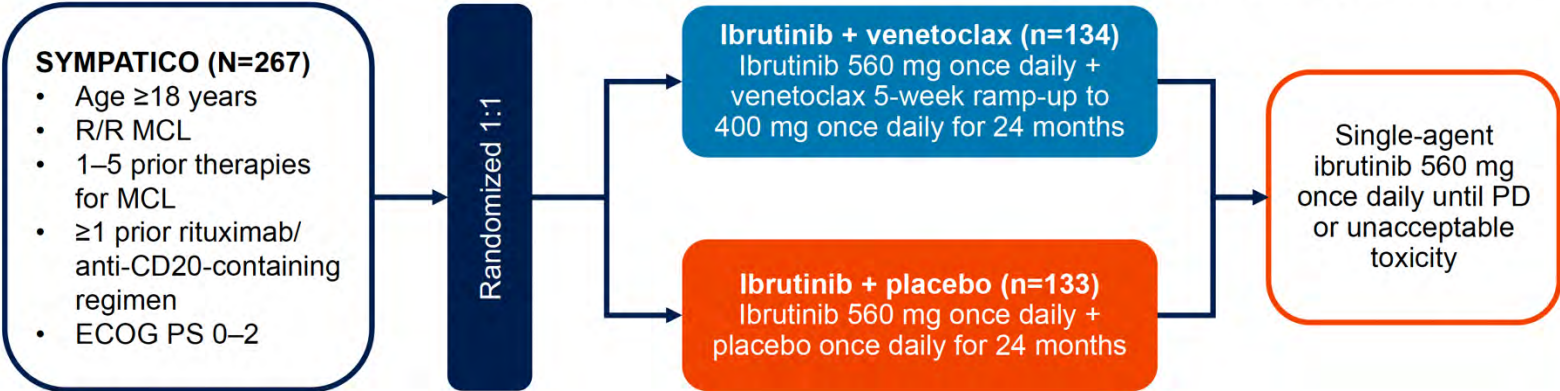 SYMPATICO (N=267)
• Age ≥18 years
• R/R MCL
• 1–5 prior therapies
for MCL
• ≥1 prior rituximab/
anti-CD20-containing
regimen
• ECOG PS 0–2
Randomized 1:1
Ibrutinib + venetoclax (n=134)
Ibrutinib 560 mg once daily +
venetoclax 5-week ramp-up to
400 mg once daily for 24 months
Ibrutinib + placebo (n=133)
Ibrutinib 560 mg once daily +
placebo once daily for 24 months
Single-agent
ibrutinib 560 mg
once daily until PD
or unacceptable
toxicity